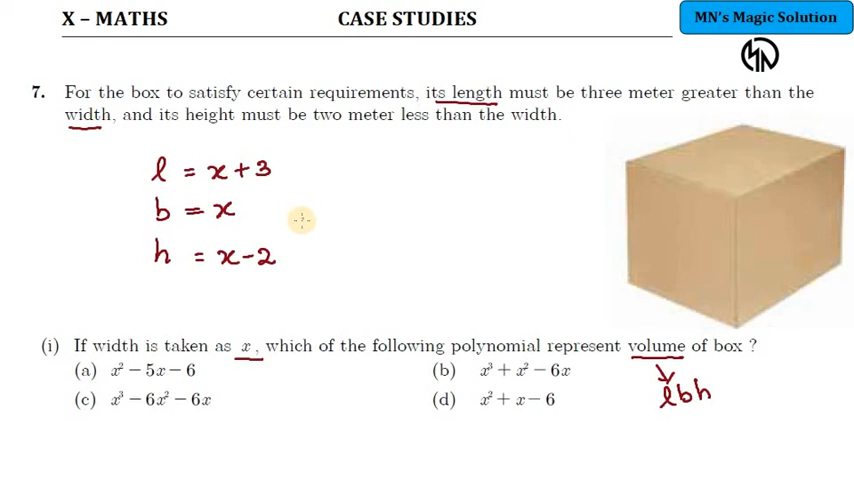 X – MATHS CASE STUDIES MN's Magic Solution
7. For the box to satisfy certain requirements, its length must be three meter greater than the
width, and its height must be two meter less than the width.
l = x + 3
b = x
h = x - 2
(i) If width is taken as x, which of the following polynomial represent volume of box ?
(a) x² − 5x − 6 (b) x³ + x² − 6x
(c) x³ − 6x² − 6x (d) x² + x − 6
lbh